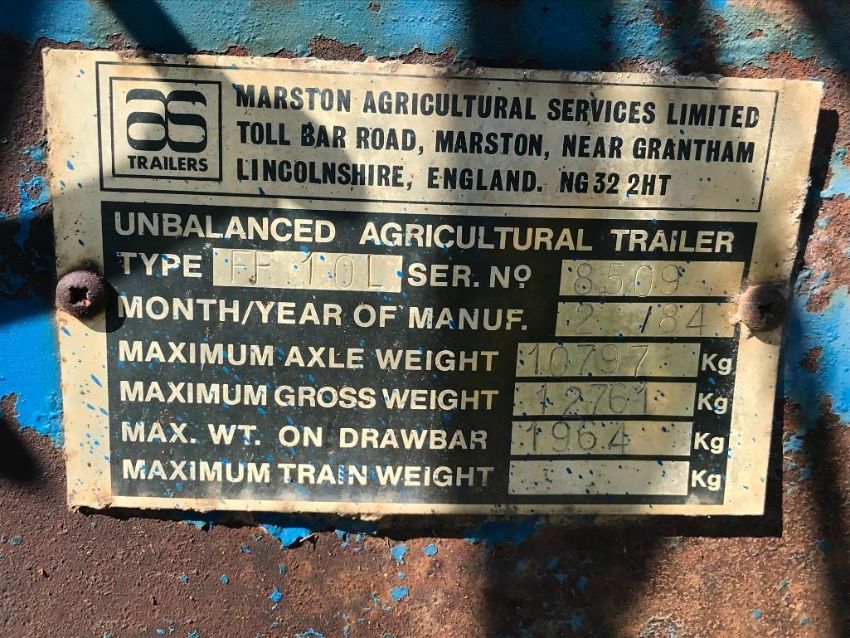 as
TRAILERS
MARSTON AGRICULTURAL SERVICES LIMITED
TOLL BAR ROAD, MARSTON, NEAR GRANTHAM
LINCOLNSHIRE, ENGLAND. NG32 2HT
UNBALANCED AGRICULTURAL TRAILER
TYPE FF 10L SER. Nº 8509
MONTH/YEAR OF MANUF. 2 /84
MAXIMUM AXLE WEIGHT 10797 Kg
MAXIMUM GROSS WEIGHT 12761 Kg
MAX. WT. ON DRAWBAR 1964 Kg
MAXIMUM TRAIN WEIGHT Kg